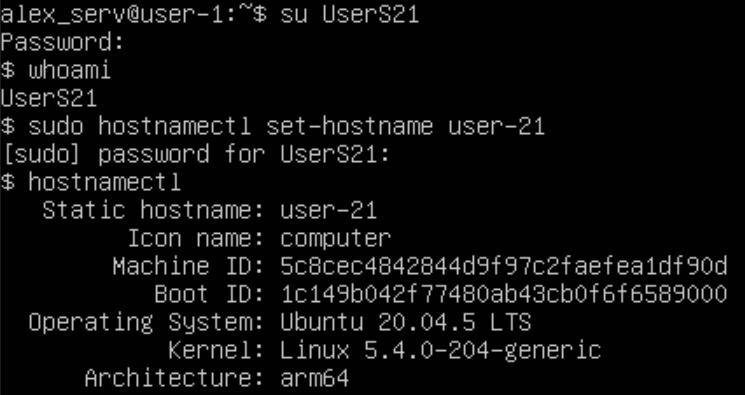 alex_serv@user-1:~$ su UserS21
Password:
$ whoami
UserS21
$ sudo hostnamectl set-hostname user-21
[sudo] password for UserS21:
$ hostnamectl
Static hostname: user-21
Icon name: computer
Machine ID: 5c8cec4842844d9f97c2faefea1df90d
Boot ID: 1c149b042f77480ab43cb0f6f6589000
Operating System: Ubuntu 20.04.5 LTS
Kernel: Linux 5.4.0-204-generic
Architecture: arm64